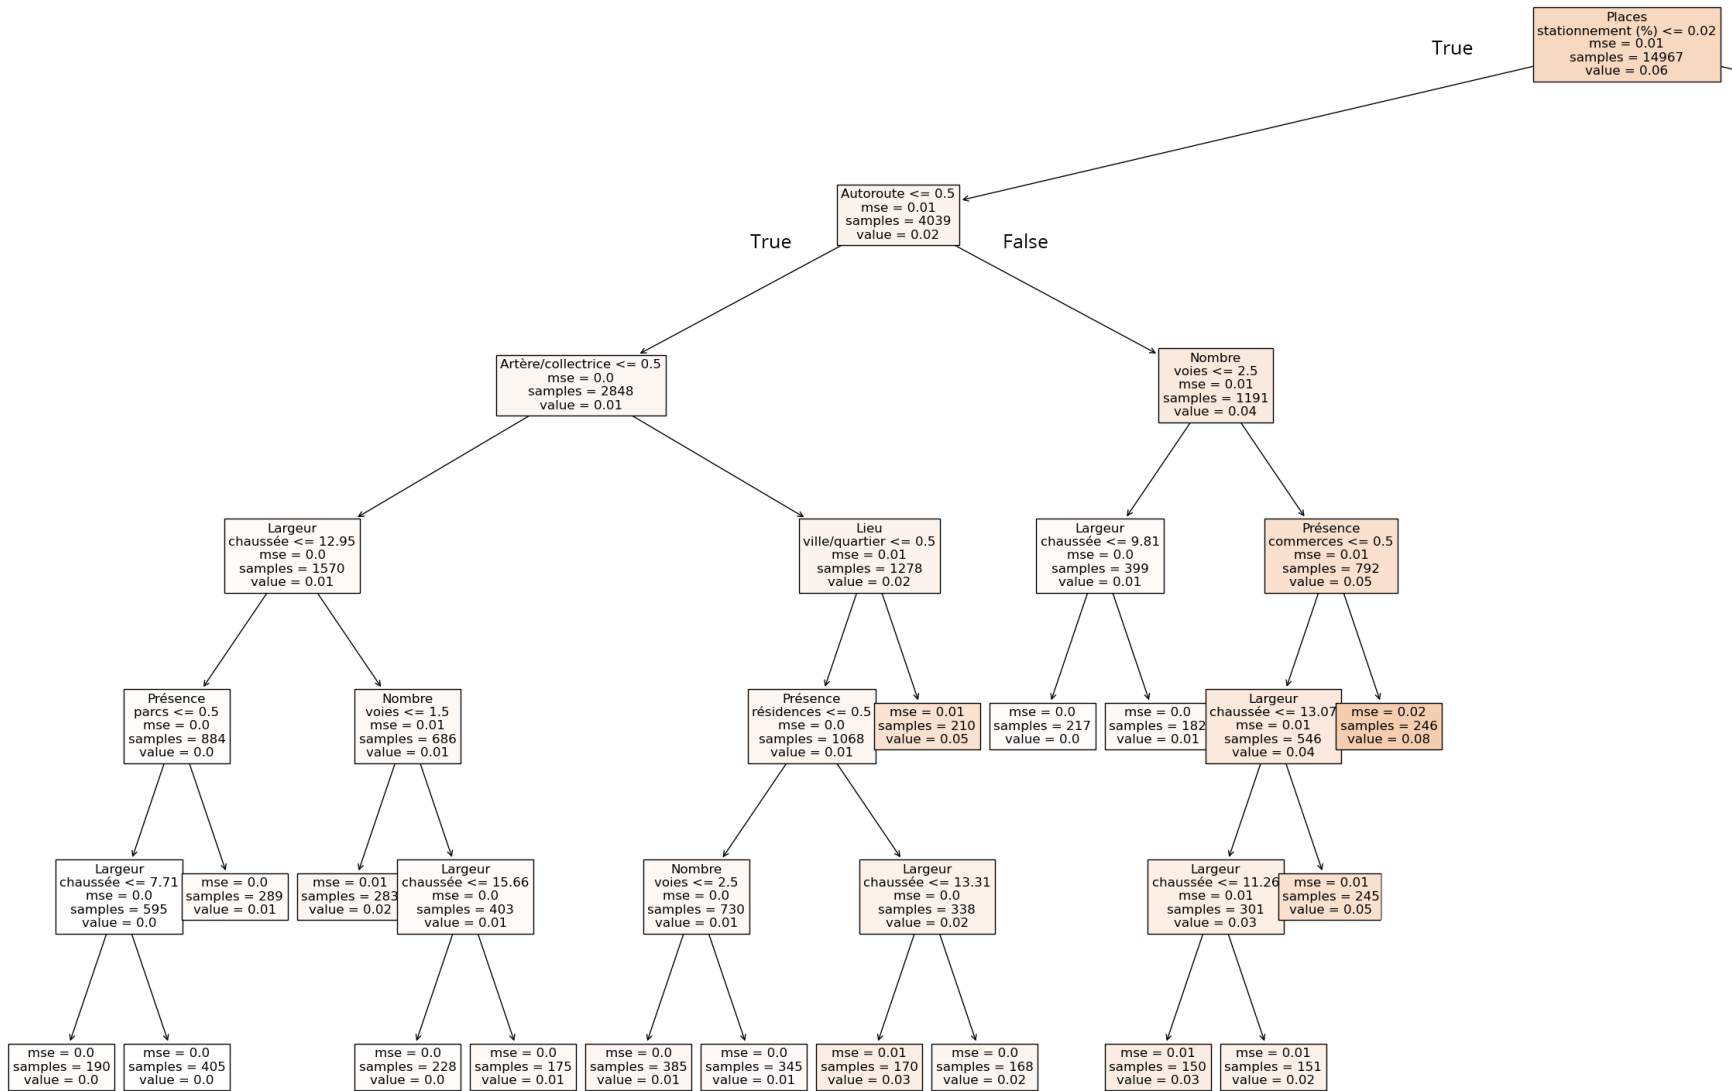 Places
stationnement (%) <= 0.02
mse = 0.01
samples = 14967
value = 0.06
True
Autoroute <= 0.5
mse = 0.01
samples = 4039
value = 0.02
True
False
Artère/collectrice <= 0.5
mse = 0.0
samples = 2848
value = 0.01
Nombre
voies <= 2.5
mse = 0.01
samples = 1191
value = 0.04
Largeur
chaussée <= 12.95
mse = 0.0
samples = 1570
value = 0.01
Lieu
ville/quartier <= 0.5
mse = 0.01
samples = 1278
value = 0.02
Largeur
chaussée <= 9.81
mse = 0.0
samples = 399
value = 0.01
Présence
commerces <= 0.5
mse = 0.01
samples = 792
value = 0.05
Présence
parcs <= 0.5
mse = 0.0
samples = 884
value = 0.0
Nombre
voies <= 1.5
mse = 0.01
samples = 686
value = 0.01
Présence
résidences <= 0.5
mse = 0.0
samples = 1068
value = 0.01
mse = 0.01
samples = 210
value = 0.05
mse = 0.0
samples = 217
value = 0.0
mse = 0.0
samples = 182
value = 0.01
Largeur
chaussée <= 13.07
mse = 0.01
samples = 546
value = 0.04
mse = 0.02
samples = 246
value = 0.08
Largeur
chaussée <= 7.71
mse = 0.0
samples = 595
value = 0.0
mse = 0.0
samples = 289
value = 0.01
mse = 0.01
samples = 283
value = 0.02
Largeur
chaussée <= 15.66
mse = 0.0
samples = 403
value = 0.01
Nombre
voies <= 2.5
mse = 0.0
samples = 730
value = 0.01
Largeur
chaussée <= 13.31
mse = 0.0
samples = 338
value = 0.02
Largeur
chaussée <= 11.26
mse = 0.01
samples = 301
value = 0.03
mse = 0.01
samples = 245
value = 0.05
mse = 0.0
samples = 190
value = 0.0
mse = 0.0
samples = 405
value = 0.0
mse = 0.0
samples = 228
value = 0.0
mse = 0.0
samples = 175
value = 0.01
mse = 0.0
samples = 385
value = 0.01
mse = 0.0
samples = 345
value = 0.01
mse = 0.01
samples = 170
value = 0.03
mse = 0.0
samples = 168
value = 0.02
mse = 0.01
samples = 150
value = 0.03
mse = 0.01
samples = 151
value = 0.02